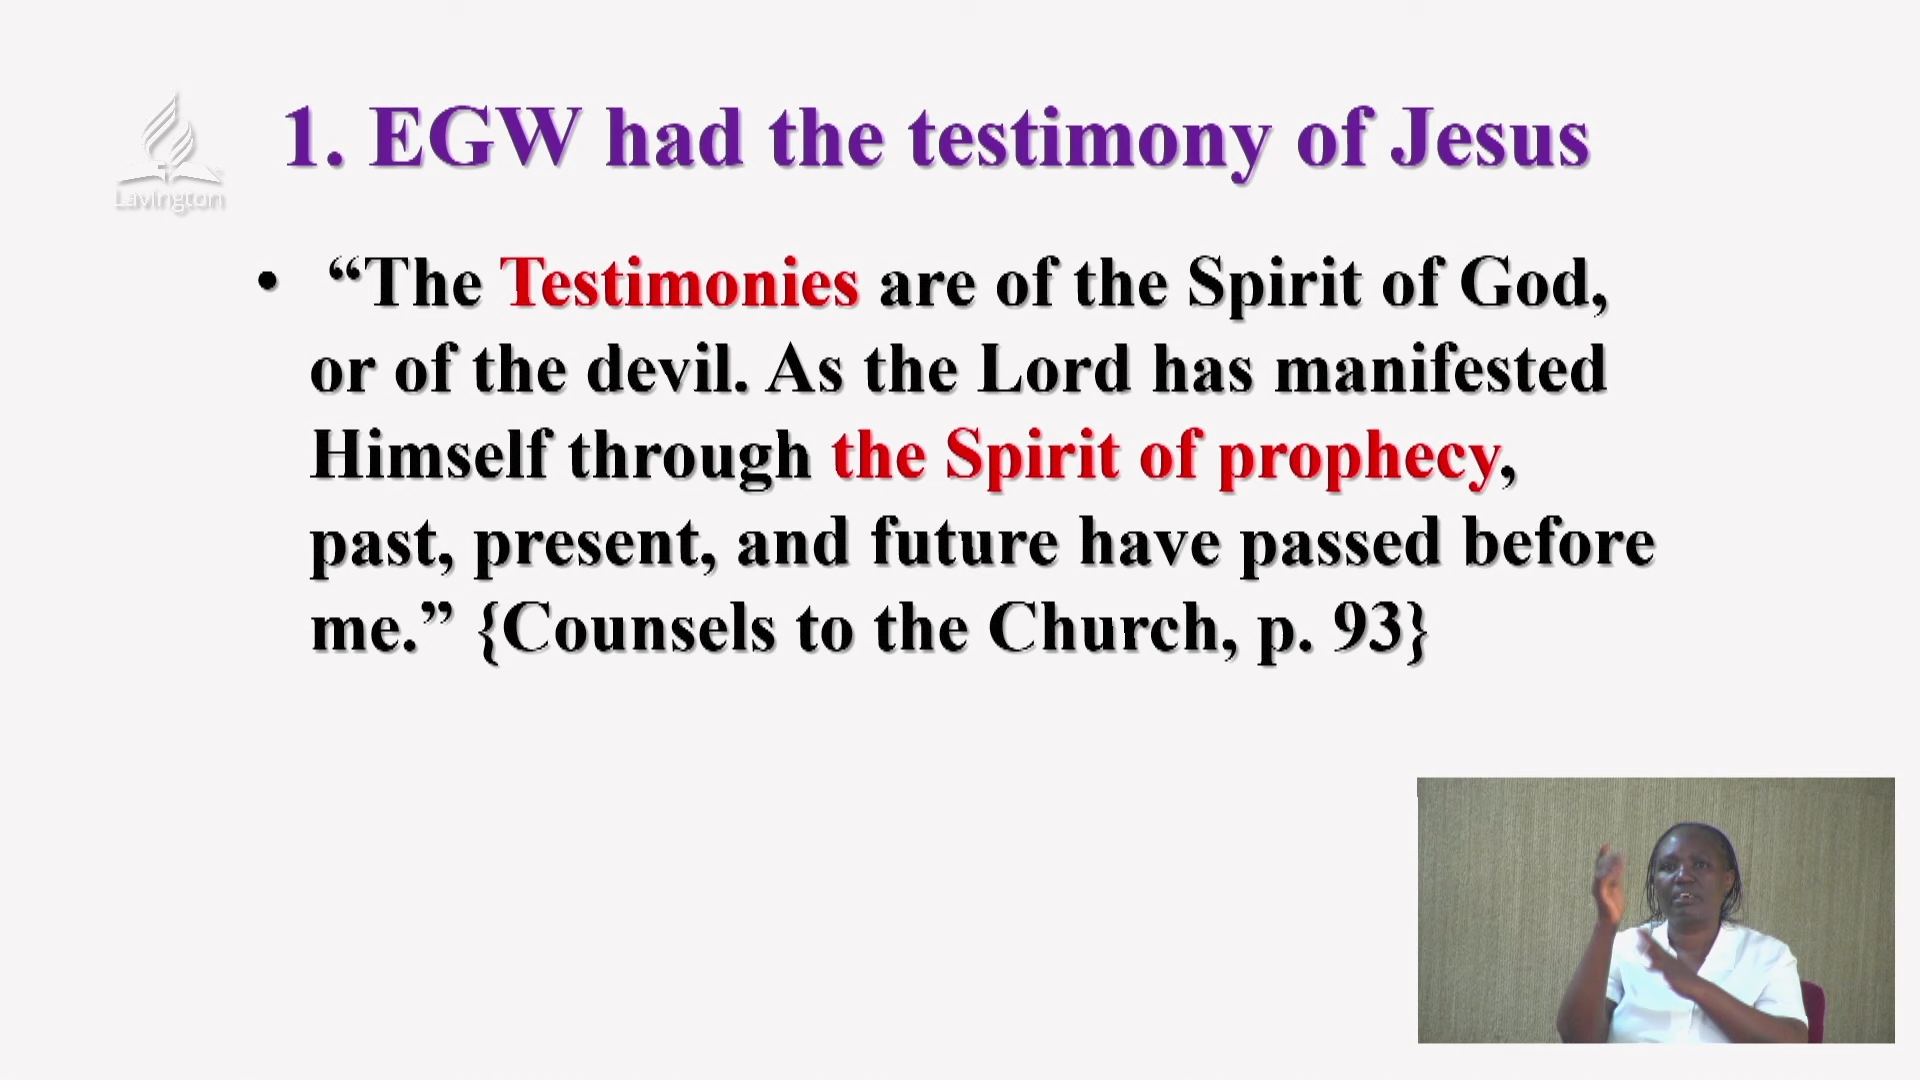 1. EGW had the testimony of Jesus
Lavington
• “The Testimonies are of the Spirit of God,
or of the devil. As the Lord has manifested
Himself through the Spirit of prophecy,
past, present, and future have passed before
me.” {Counsels to the Church, p. 93}